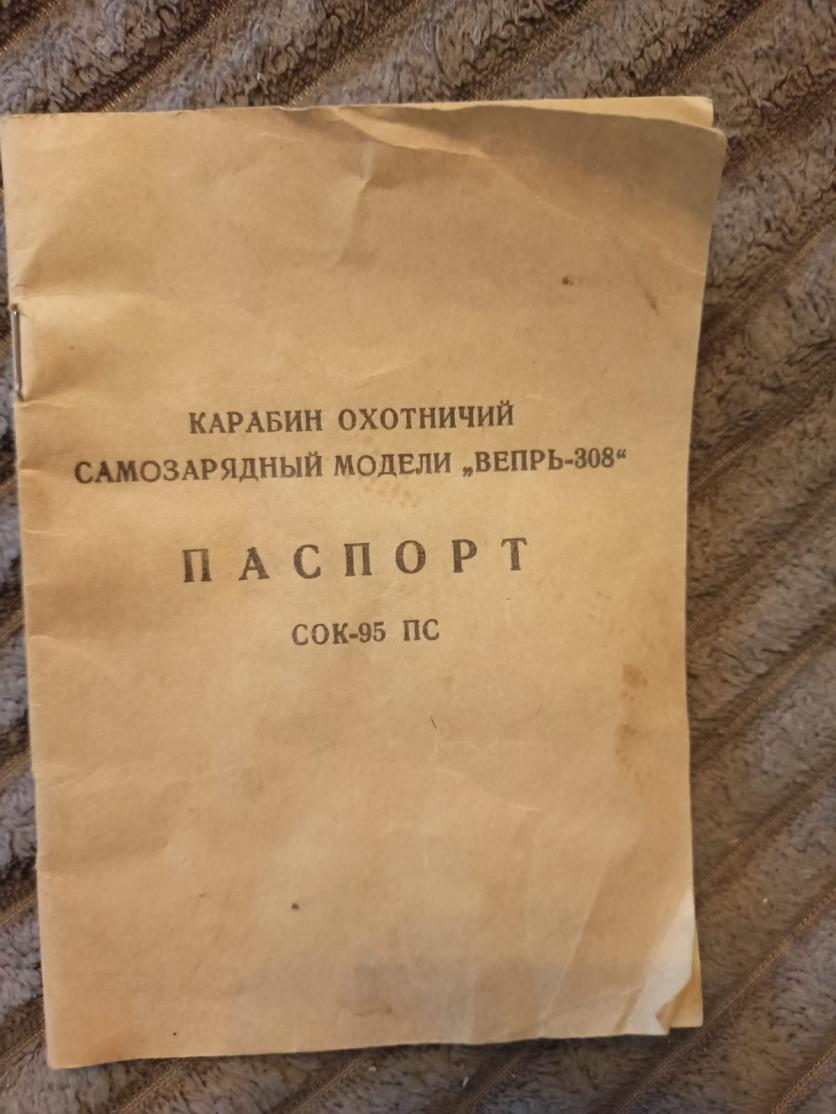 КАРАБИН ОХОТНИЧИЙ
САМОЗАРЯДНЫЙ МОДЕЛИ „ВЕПРЬ-308“
ПАСПОРТ
СОК-95 ПС